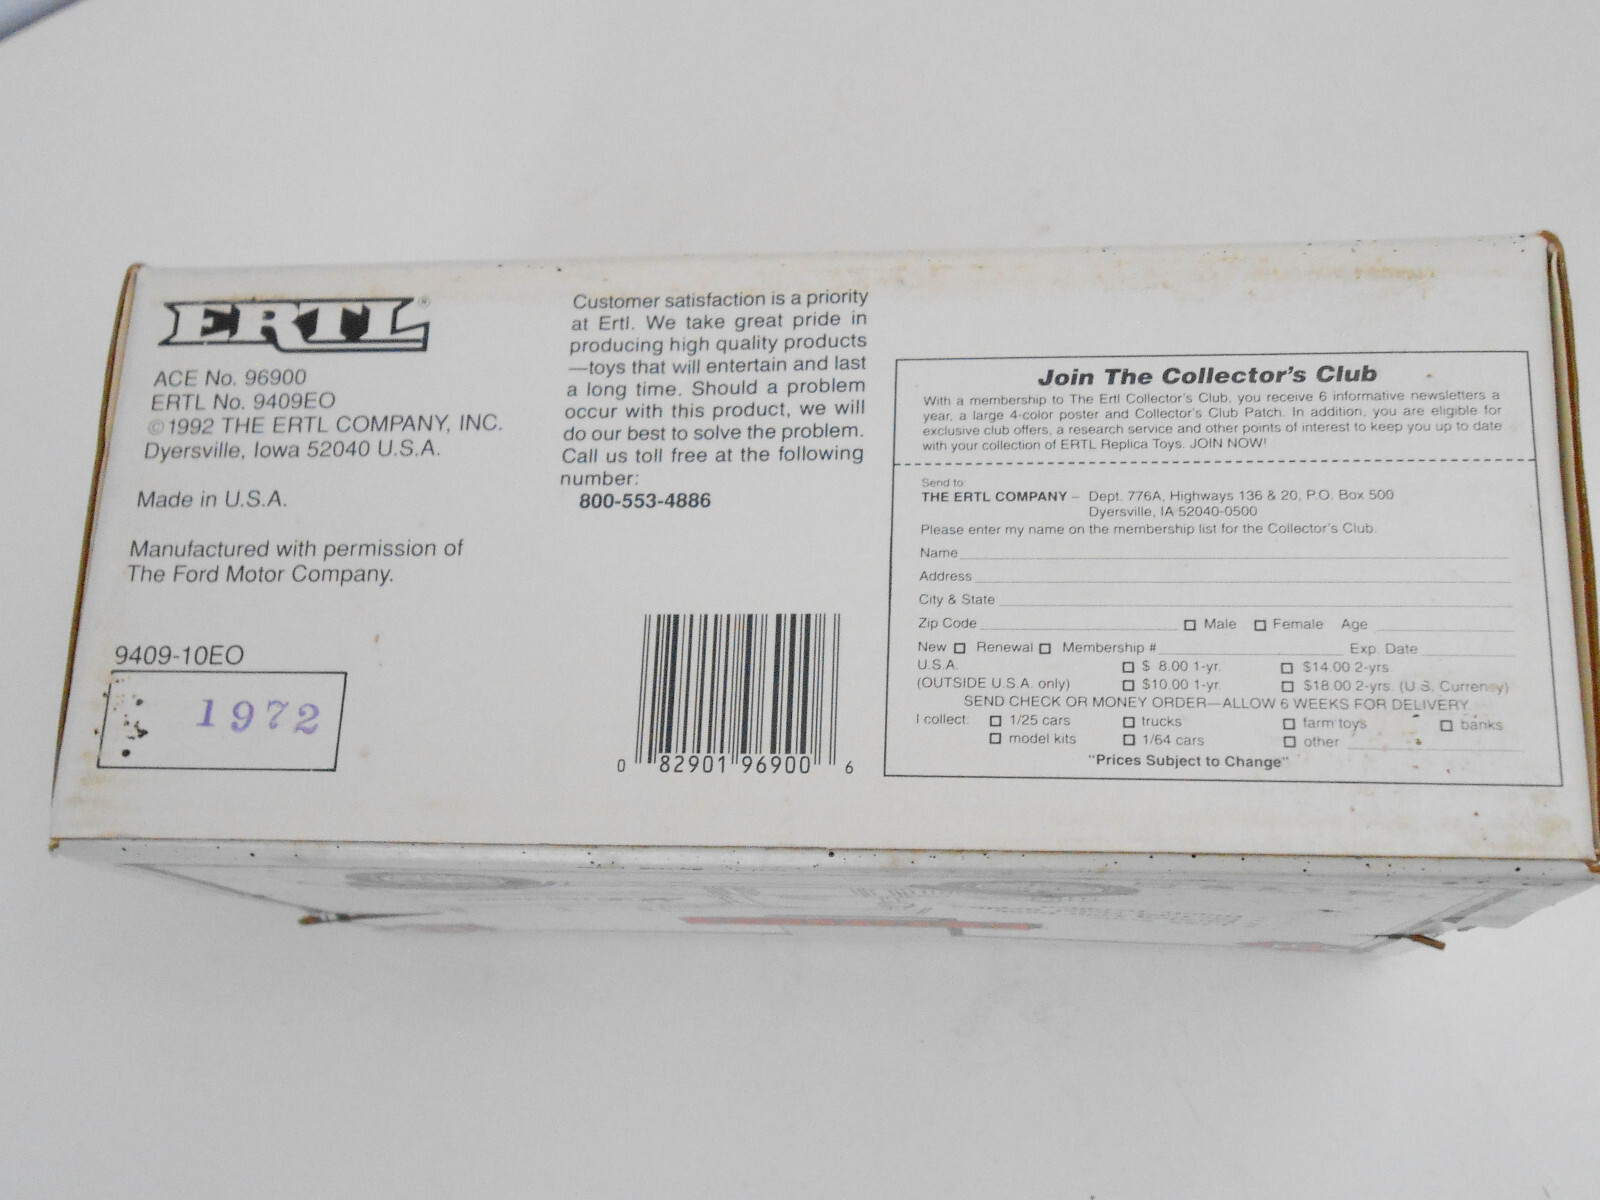 ERTL®
ACE No. 96900
ERTL No. 9409EO
©1992 THE ERTL COMPANY, INC.
Dyersville, Iowa 52040 U.S.A.
Made in U.S.A.
Manufactured with permission of
The Ford Motor Company.
9409-10EO
1972
Customer satisfaction is a priority
at Ertl. We take great pride in
producing high quality products
—toys that will entertain and last
a long time. Should a problem
occur with this product, we will
do our best to solve the problem.
Call us toll free at the following
number:
800-553-4886
0 82901 96900 6
Join The Collector's Club
With a membership to The Ertl Collector's Club, you receive 6 informative newsletters a
year, a large 4-color poster and Collector's Club Patch. In addition, you are eligible for
exclusive club offers, a research service and other points of interest to keep you up to date
with your collection of ERTL Replica Toys. JOIN NOW!
Send to:
THE ERTL COMPANY – Dept. 776A, Highways 136 & 20, P.O. Box 500
Dyersville, IA 52040-0500
Please enter my name on the membership list for the Collector's Club.
Name
Address
City & State
Zip Code Male Female Age
New Renewal Membership # Exp. Date
U.S.A. $ 8.00 1-yr. $14.00 2-yrs.
(OUTSIDE U.S.A. only) $10.00 1-yr. $18.00 2-yrs. (U.S. Currency)
SEND CHECK OR MONEY ORDER—ALLOW 6 WEEKS FOR DELIVERY.
I collect: 1/25 cars trucks farm toys banks
model kits 1/64 cars other
"Prices Subject to Change"